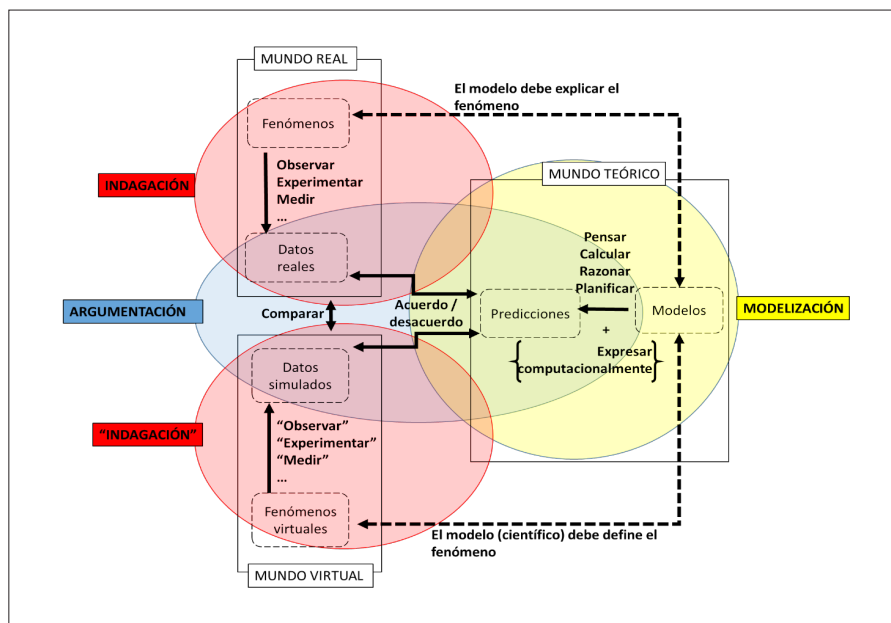 MUNDO REAL
El modelo debe explicar el
fenómeno
Fenómenos
INDAGACIÓN
Observar
Experimentar
Medir
...
MUNDO TEÓRICO
Datos
reales
Pensar
Calcular
Razonar
Planificar
ARGUMENTACIÓN
Comparar
Acuerdo /
desacuerdo
Predicciones
Modelos
MODELIZACIÓN
+
Expresar
computacionalmente
Datos
simulados
“INDAGACIÓN”
“Observar”
“Experimentar”
“Medir”
...
Fenómenos
virtuales
El modelo (científico) debe define el
fenómeno
MUNDO VIRTUAL